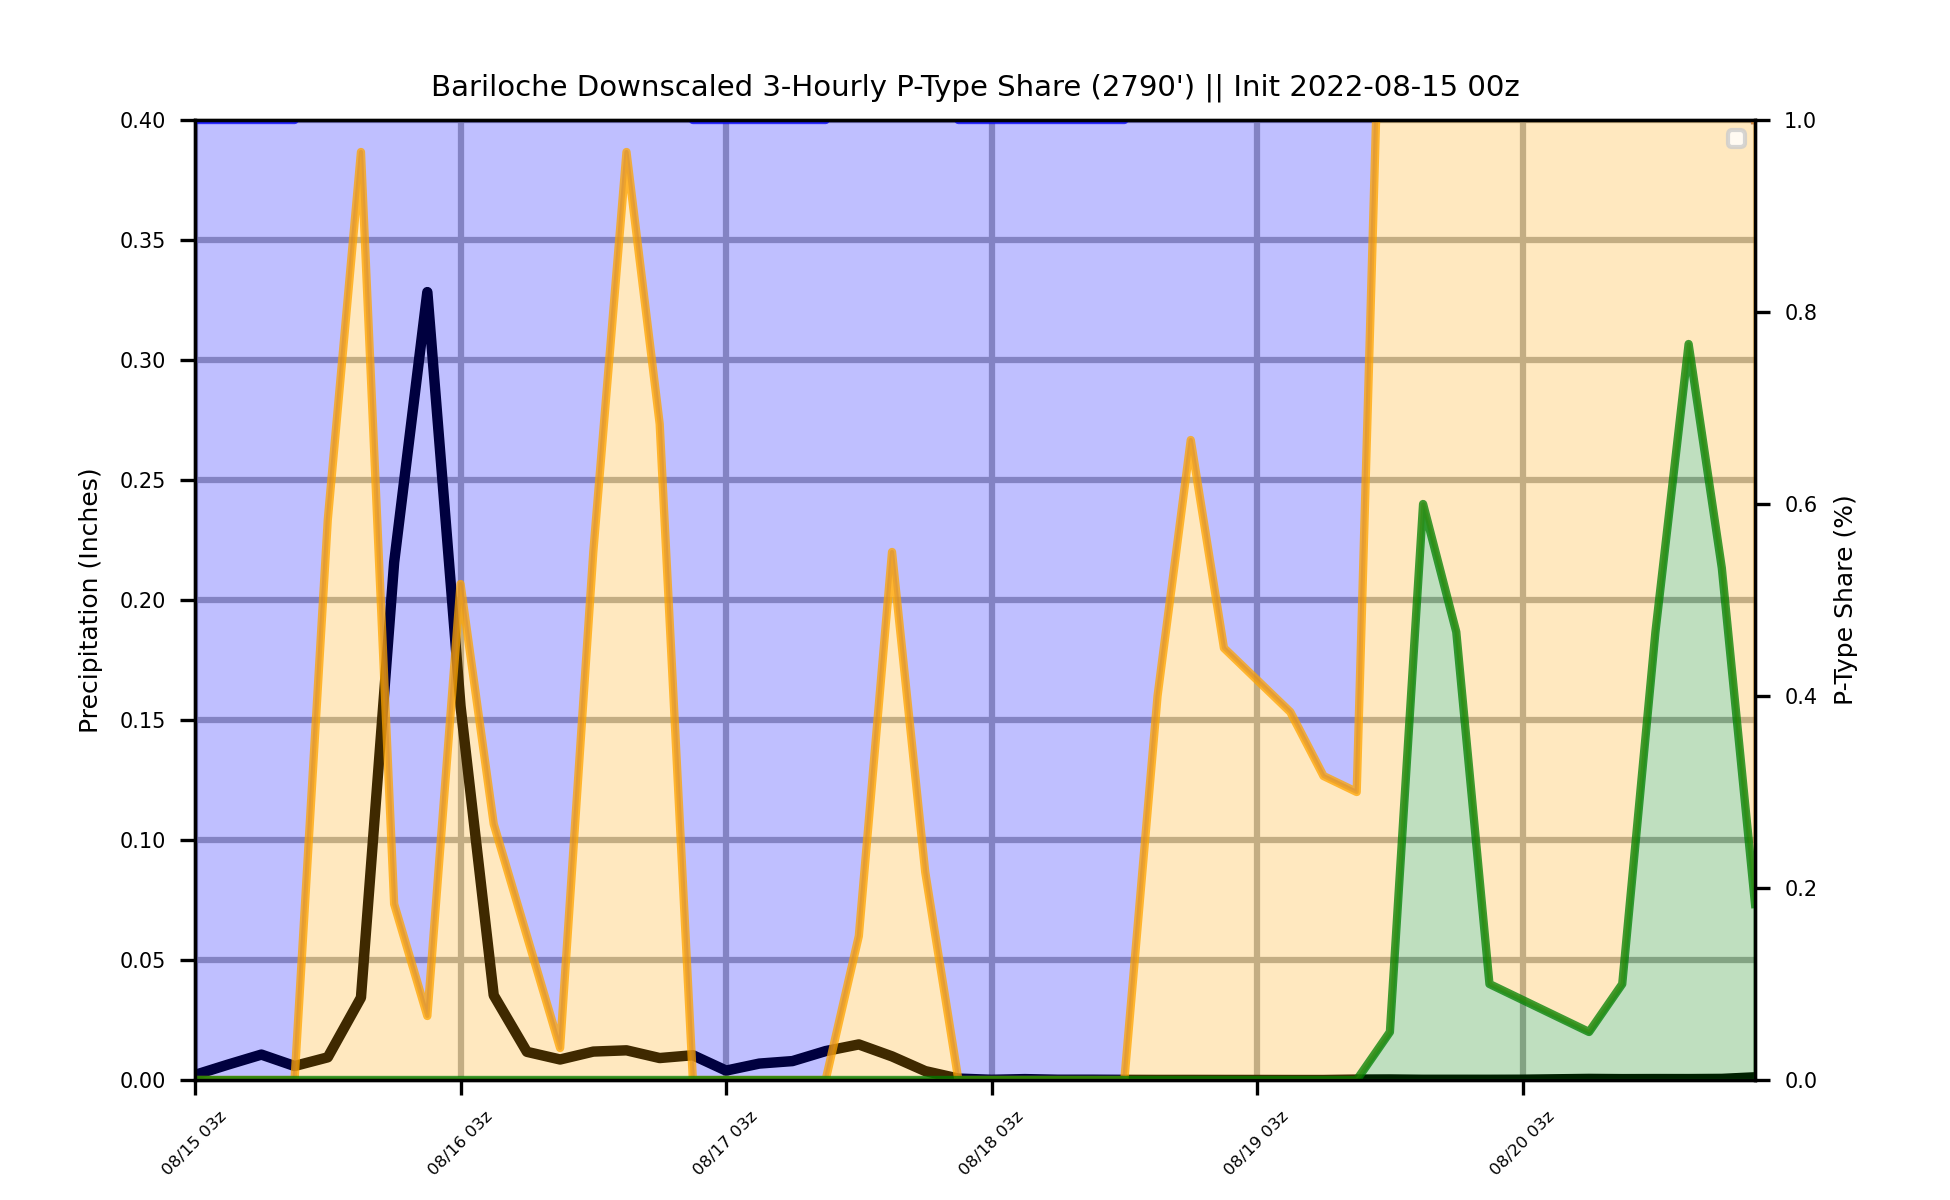 Bariloche Downscaled 3-Hourly P-Type Share (2790') || Init 2022-08-15 00z
0.40
0.35
0.30
0.25
0.20
0.15
0.10
0.05
0.00
Precipitation (Inches)
1.0
0.8
0.6
0.4
0.2
0.0
P-Type Share (%)
08/15 03z
08/16 03z
08/17 03z
08/18 03z
08/19 03z
08/20 03z